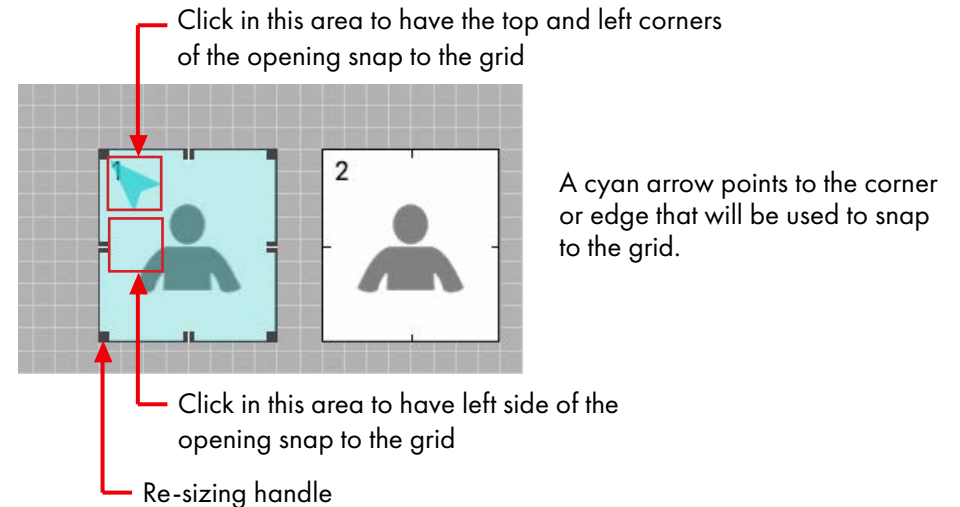 Click in this area to have the top and left corners
of the opening snap to the grid
1
2
A cyan arrow points to the corner
or edge that will be used to snap
to the grid.
Click in this area to have left side of the
opening snap to the grid
Re-sizing handle